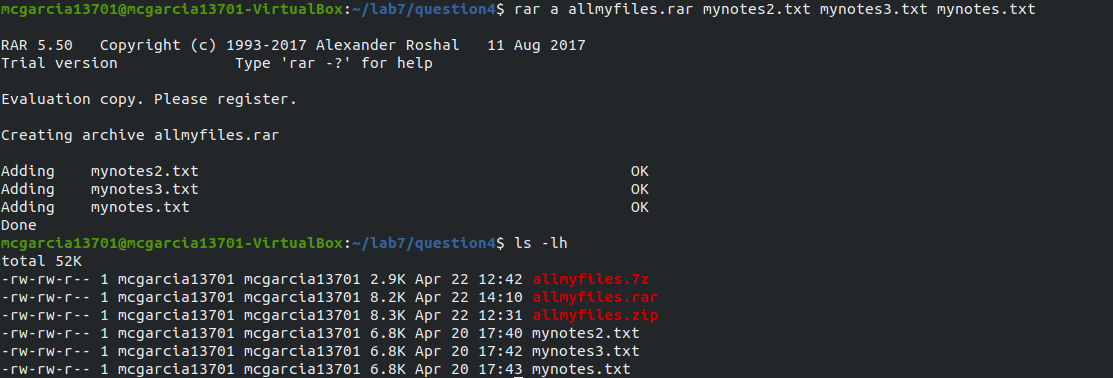 mcgarcia13701@mcgarcia13701-VirtualBox:~/lab7/question4$ rar a allmyfiles.rar mynotes2.txt mynotes3.txt mynotes.txt
RAR 5.50   Copyright (c) 1993-2017 Alexander Roshal   11 Aug 2017
Trial version             Type 'rar -?' for help
Evaluation copy. Please register.
Creating archive allmyfiles.rar
Adding    mynotes2.txt                                                OK
Adding    mynotes3.txt                                                OK
Adding    mynotes.txt                                                 OK
Done
mcgarcia13701@mcgarcia13701-VirtualBox:~/lab7/question4$ ls -lh
total 52K
-rw-rw-r-- 1 mcgarcia13701 mcgarcia13701 2.9K Apr 22 12:42 allmyfiles.7z
-rw-rw-r-- 1 mcgarcia13701 mcgarcia13701 8.2K Apr 22 14:10 allmyfiles.rar
-rw-rw-r-- 1 mcgarcia13701 mcgarcia13701 8.3K Apr 22 12:31 allmyfiles.zip
-rw-rw-r-- 1 mcgarcia13701 mcgarcia13701 6.8K Apr 20 17:40 mynotes2.txt
-rw-rw-r-- 1 mcgarcia13701 mcgarcia13701 6.8K Apr 20 17:42 mynotes3.txt
-rw-rw-r-- 1 mcgarcia13701 mcgarcia13701 6.8K Apr 20 17:43 mynotes.txt